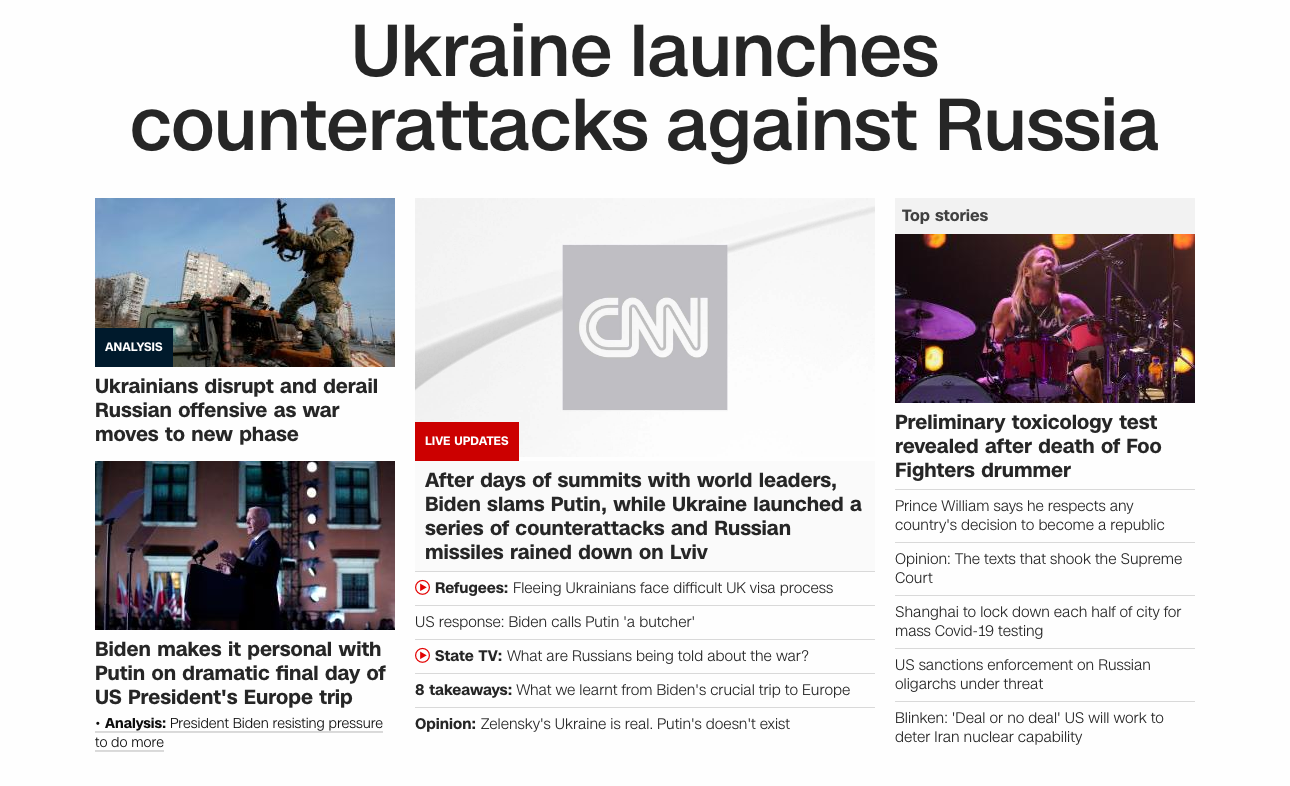 Ukraine launches
counterattacks against Russia
ANALYSIS
Ukrainians disrupt and derail
Russian offensive as war
moves to new phase
Biden makes it personal with
Putin on dramatic final day of
US President's Europe trip
• Analysis: President Biden resisting pressure
to do more
CNN
LIVE UPDATES
After days of summits with world leaders,
Biden slams Putin, while Ukraine launched a
series of counterattacks and Russian
missiles rained down on Lviv
Refugees: Fleeing Ukrainians face difficult UK visa process
US response: Biden calls Putin 'a butcher'
State TV: What are Russians being told about the war?
8 takeaways: What we learnt from Biden's crucial trip to Europe
Opinion: Zelensky's Ukraine is real. Putin's doesn't exist
Top stories
Preliminary toxicology test
revealed after death of Foo
Fighters drummer
Prince William says he respects any
country's decision to become a republic
Opinion: The texts that shook the Supreme
Court
Shanghai to lock down each half of city for
mass Covid-19 testing
US sanctions enforcement on Russian
oligarchs under threat
Blinken: 'Deal or no deal' US will work to
deter Iran nuclear capability